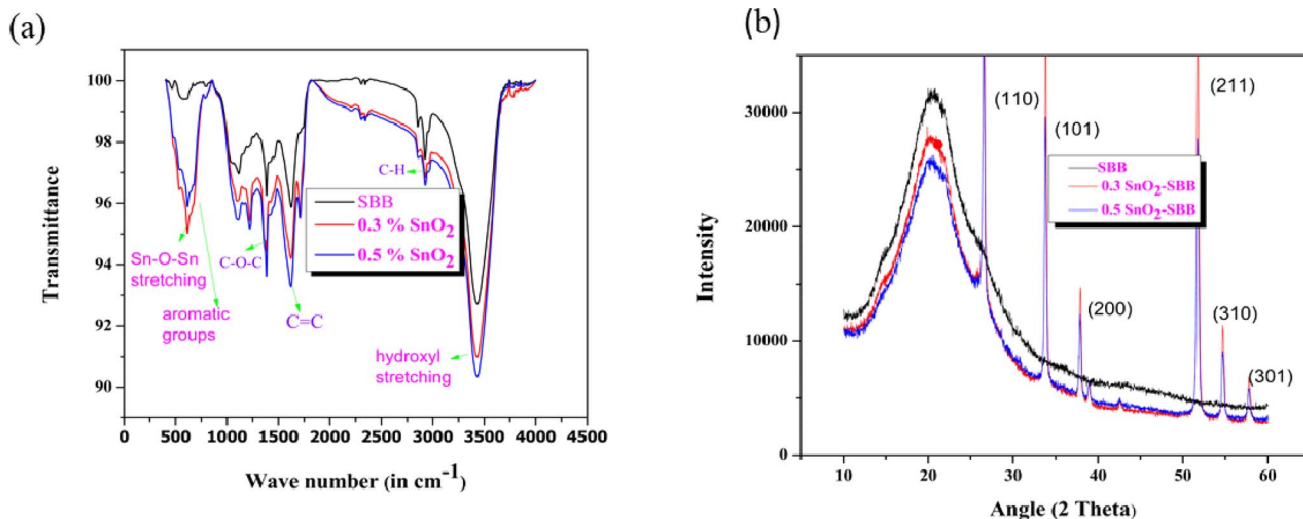 (a)
100
98
96
94
92
90
Transmittance
0
500
1000
1500
2000
2500
3000
3500
4000
4500
Wave number (in cm-1)
C-H
SBB
0.3 % SnO2
0.5 % SnO2
Sn-O-Sn
stretching
C-O-C
aromatic
groups
C=C
hydroxyl
stretching
(b)
30000
20000
10000
0
Intensity
10
20
30
40
50
60
Angle (2 Theta)
(110)
(101)
(211)
SBB
0.3 SnO2-SBB
0.5 SnO2-SBB
(200)
(310)
(301)